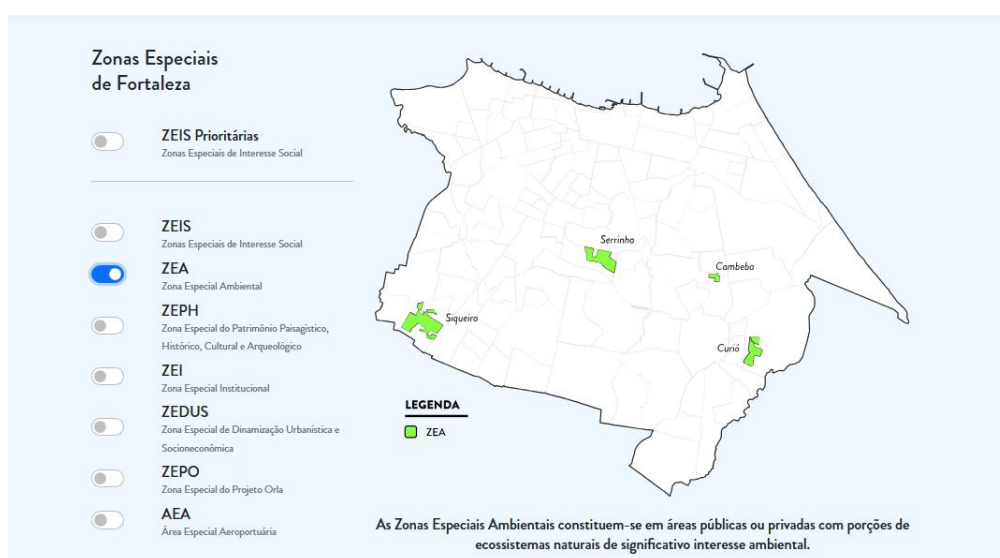 Zonas Especiais
de Fortaleza
ZEIS Prioritárias
Zonas Especiais de Interesse Social
ZEIS
Zonas Especiais de Interesse Social
ZEA
Zona Especial Ambiental
ZEPH
Zona Especial do Patrimônio Paisagístico,
Histórico, Cultural e Arqueológico
ZEI
Zona Especial Institucional
ZEDUS
Zona Especial de Dinamização Urbanística e
Socioneconômica
ZEPO
Zona Especial do Projeto Orla
AEA
Área Especial Aeroportuária
Serrinha
Cambeba
Siqueira
Curió
LEGENDA
ZEA
As Zonas Especiais Ambientais constituem-se em áreas públicas ou privadas com porções de
ecossistemas naturais de significativo interesse ambiental.